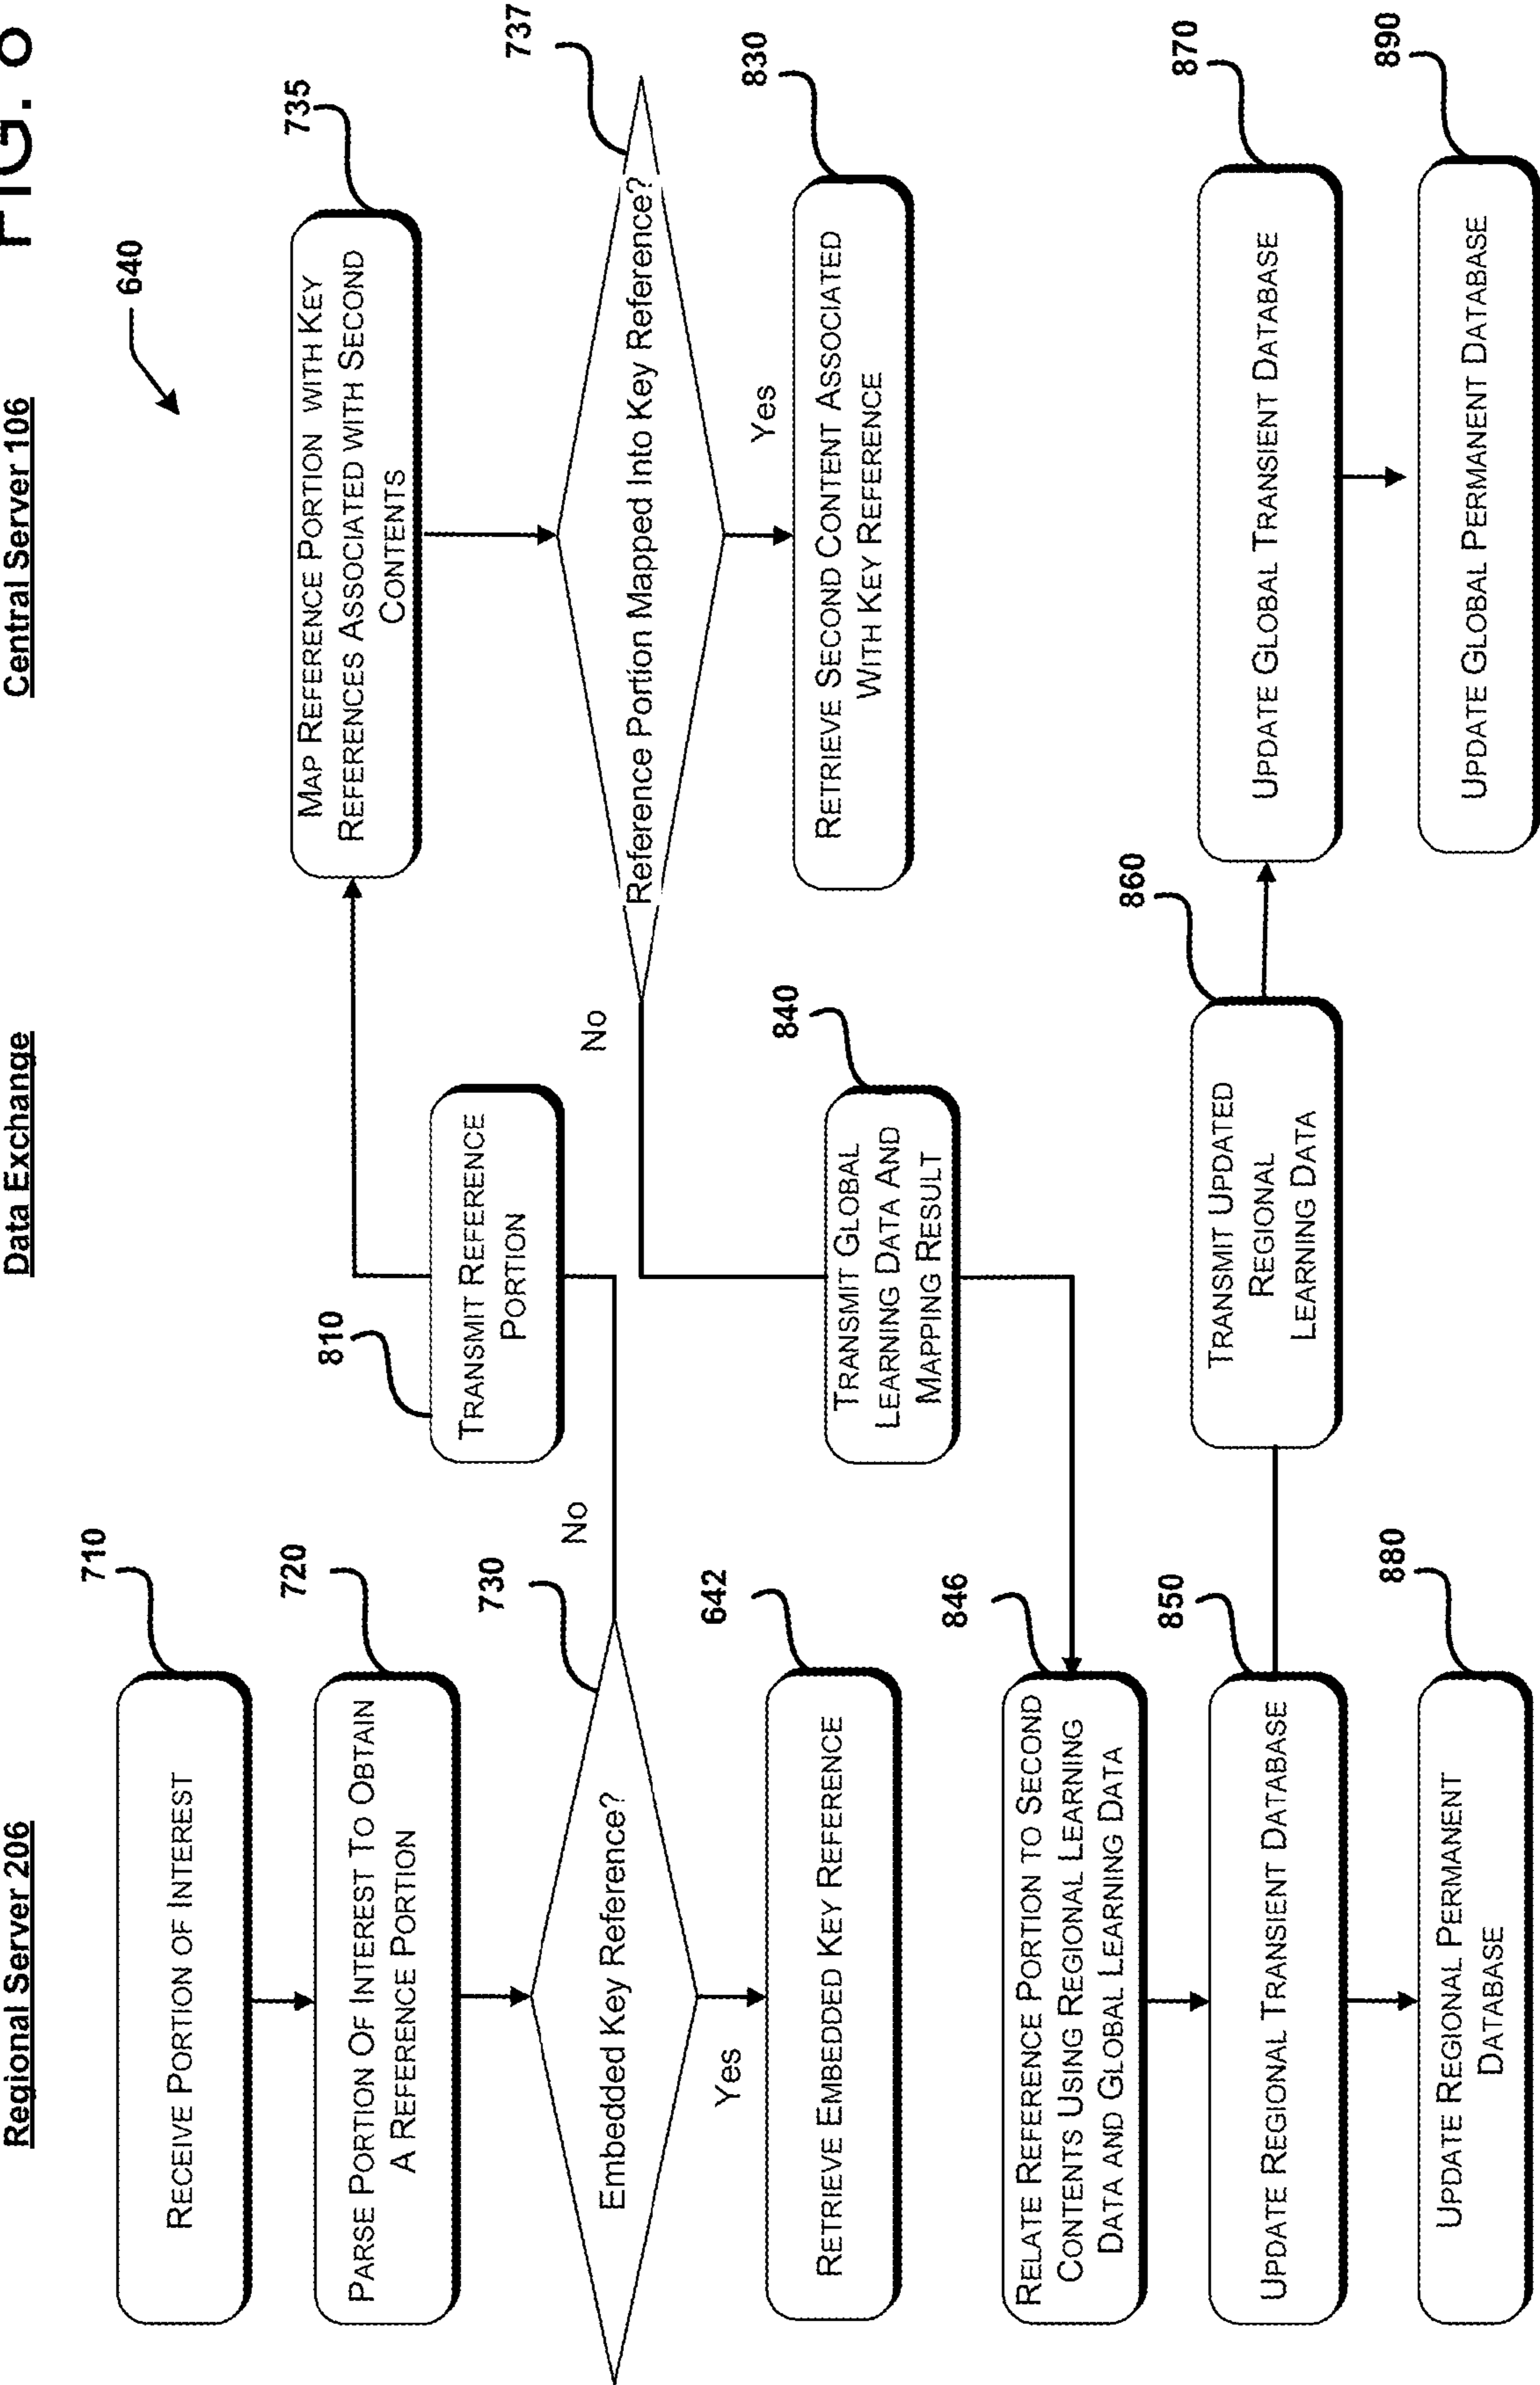 FIG. 8
Regional Server 206
Data Exchange
Central Server 106
640
710
RECEIVE PORTION OF INTEREST
720
PARSE PORTION OF INTEREST TO OBTAIN
A REFERENCE PORTION
730
Embedded Key Reference?
No
Yes
642
RETRIEVE EMBEDDED KEY REFERENCE
810
TRANSMIT REFERENCE
PORTION
735
MAP REFERENCE PORTION WITH KEY
REFERENCES ASSOCIATED WITH SECOND
CONTENTS
737
Reference Portion Mapped Into Key Reference?
No
Yes
830
RETRIEVE SECOND CONTENT ASSOCIATED
WITH KEY REFERENCE
840
TRANSMIT GLOBAL
LEARNING DATA AND
MAPPING RESULT
846
RELATE REFERENCE PORTION TO SECOND
CONTENTS USING REGIONAL LEARNING
DATA AND GLOBAL LEARNING DATA
850
UPDATE REGIONAL TRANSIENT DATABASE
860
TRANSMIT UPDATED
REGIONAL
LEARNING DATA
870
UPDATE GLOBAL TRANSIENT DATABASE
880
UPDATE REGIONAL PERMANENT
DATABASE
890
UPDATE GLOBAL PERMANENT DATABASE